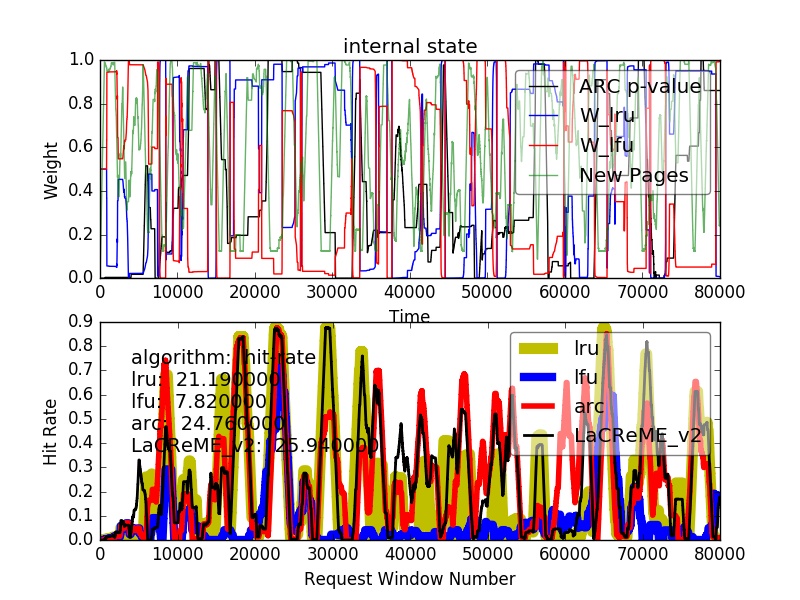 internal state
1.0
0.8
0.6
0.4
0.2
0.0
Weight
ARC p-value
W_lru
W_lfu
New Pages
0 10000 20000 30000 40000 50000 60000 70000 80000
Time
0.9
0.8
0.7
0.6
0.5
0.4
0.3
0.2
0.1
0.0
Hit Rate
algorithm: hit-rate
lru: 21.190000
lfu: 7.820000
arc: 24.760000
LaCReME_v2: 25.940000
lru
lfu
arc
LaCReME_v2
0 10000 20000 30000 40000 50000 60000 70000 80000
Request Window Number